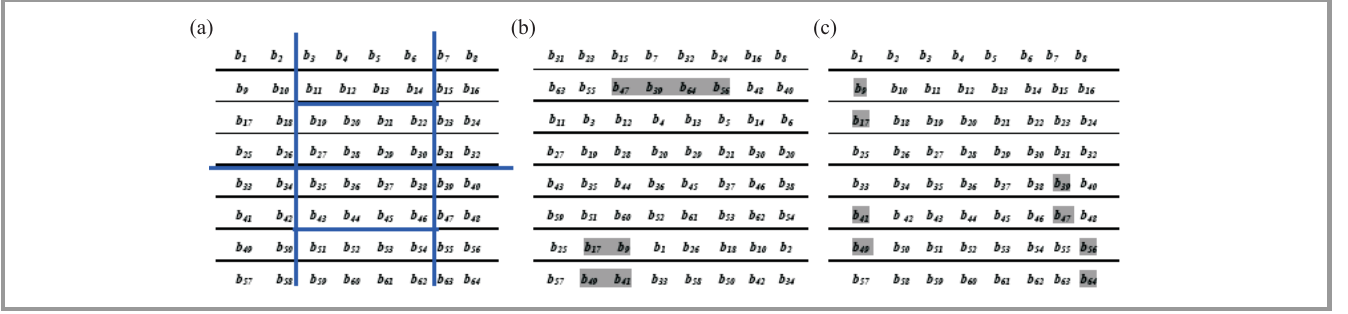 (a)
b₁ b₂ b₃ b₄ b₅ b₆ b₇ b₈
b₉ b₁₀ b₁₁ b₁₂ b₁₃ b₁₄ b₁₅ b₁₆
b₁₇ b₁₈ b₁₉ b₂₀ b₂₁ b₂₂ b₂₃ b₂₄
b₂₅ b₂₆ b₂₇ b₂₈ b₂₉ b₃₀ b₃₁ b₃₂
b₃₃ b₃₄ b₃₅ b₃₆ b₃₇ b₃₈ b₃₉ b₄₀
b₄₁ b₄₂ b₄₃ b₄₄ b₄₅ b₄₆ b₄₇ b₄₈
b₄₉ b₅₀ b₅₁ b₅₂ b₅₃ b₅₄ b₅₅ b₅₆
b₅₇ b₅₈ b₅₉ b₆₀ b₆₁ b₆₂ b₆₃ b₆₄
(b)
b₃₁ b₂₃ b₁₅ b₇ b₃₂ b₂₄ b₁₆ b₈
b₆₃ b₅₅ b₄₇ b₃₉ b₆₄ b₅₆ b₄₈ b₄₀
b₁₁ b₃ b₁₂ b₄ b₁₃ b₅ b₁₄ b₆
b₂₇ b₁₉ b₂₈ b₂₀ b₂₉ b₂₁ b₃₀ b₂₀
b₄₃ b₃₅ b₄₄ b₃₆ b₄₅ b₃₇ b₄₆ b₃₈
b₅₉ b₅₁ b₆₀ b₅₂ b₆₁ b₅₃ b₆₂ b₅₄
b₂₅ b₁₇ b₉ b₁ b₂₆ b₁₈ b₁₀ b₂
b₅₇ b₄₉ b₄₁ b₃₃ b₅₈ b₅₀ b₄₂ b₃₄
(c)
b₁ b₂ b₃ b₄ b₅ b₆ b₇ b₈
b₉ b₁₀ b₁₁ b₁₂ b₁₃ b₁₄ b₁₅ b₁₆
b₁₇ b₁₈ b₁₉ b₂₀ b₂₁ b₂₂ b₂₃ b₂₄
b₂₅ b₂₆ b₂₇ b₂₈ b₂₉ b₃₀ b₃₁ b₃₂
b₃₃ b₃₄ b₃₅ b₃₆ b₃₇ b₃₈ b₃₉ b₄₀
b₄₁ b₄₂ b₄₃ b₄₄ b₄₅ b₄₆ b₄₇ b₄₈
b₄₉ b₅₀ b₅₁ b₅₂ b₅₃ b₅₄ b₅₅ b₅₆
b₅₇ b₅₈ b₅₉ b₆₀ b₆₁ b₆₂ b₆₃ b₆₄